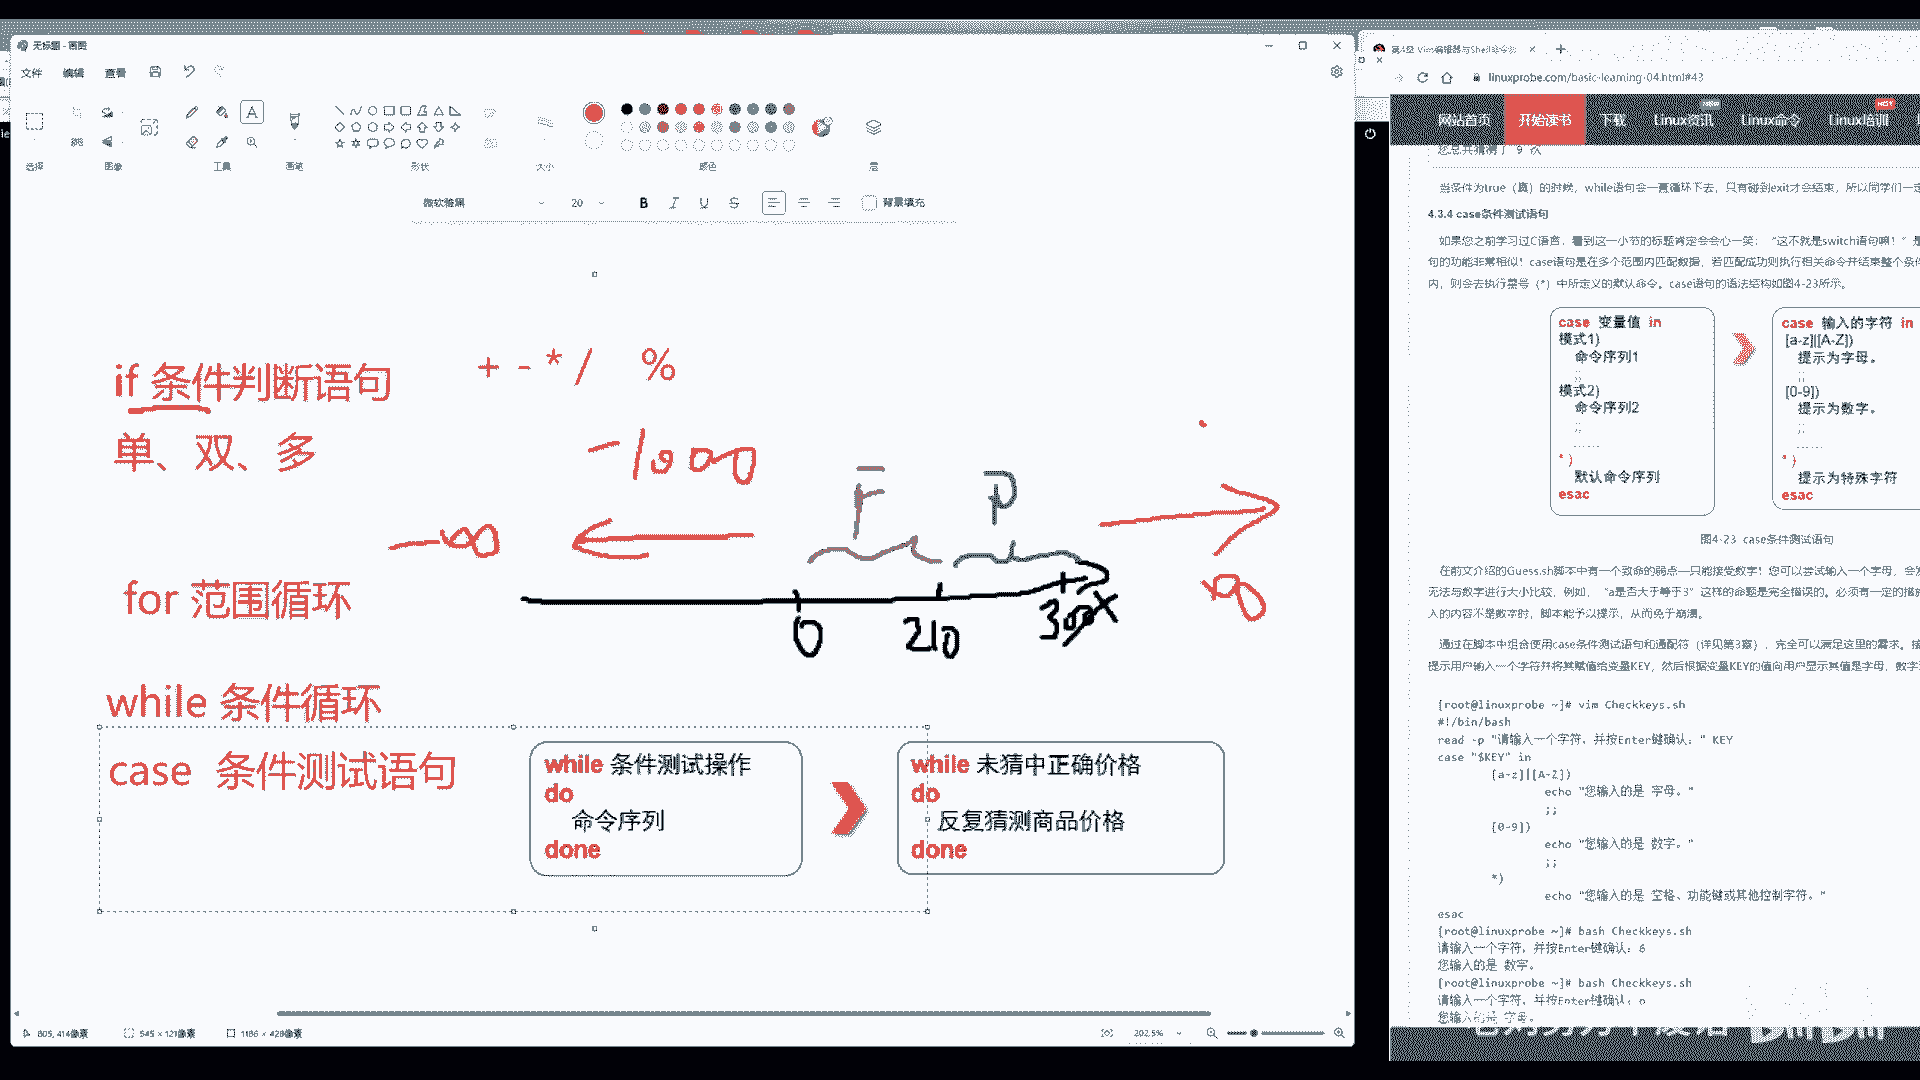 无标题 - 画图
文件 编辑 查看
选择 图像 工具 画笔 形状 大小 颜色 层
微软雅黑 20 B I U S 背景填充
if 条件判断语句
+ - * / %
单、双、多
-1000
F P
-∞
∞
for 范围循环
0 210 300 X
while 条件循环
case 条件测试语句
while 条件测试操作
do
命令序列
done
while 未猜中正确价格
do
反复猜测商品价格
done
805, 414像素 545 × 121像素 1186 × 428像素 202.5%
第4章 Vim编辑器与Shell命令
linuxprobe.com/basic-learning-04.html#43
网站首页 开始读书 下载 Linux资讯 Linux命令 Linux培训
您总共猜测了 9 次
当条件为true（真）的时候，while语句会一直循环下去，只有碰到exit才会结束，所以同学们一定
4.3.4 case条件测试语句
如果您之前学习过C语言，看到这一小节的标题肯定会会心一笑：“这不就是switch语句嘛！”是
句的功能非常相似！case语句是在多个范围内匹配数据，若匹配成功则执行相关命令并结束整个条件
内，则会去执行星号（*）中所定义的默认命令。case语句的语法结构如图4-23所示。
case 变量值 in
模式1)
命令序列1
;;
模式2)
命令序列2
;;
......
*)
默认命令序列
esac
case 输入的字符 in
[a-z]|[A-Z])
提示为字母。
;;
[0-9])
提示为数字。
;;
......
*)
提示为特殊字符
esac
图4-23 case条件测试语句
在前文介绍的Guess.sh脚本中有一个致命的弱点—只能接受数字！您可以尝试输入一个字母，会发
无法与数字进行大小比较，例如，“a是否大于等于3”这样的命题是完全错误的。必须有一定的措施
入的内容不是数字时，脚本能予以提示，从而免于崩溃。
通过在脚本中组合使用case条件测试语句和通配符（详见第3章），完全可以满足这里的需求。接
提示用户输入一个字符并将其赋值给变量KEY，然后根据变量KEY的值向用户显示其值是字母、数字
[root@linuxprobe ~]# vim Checkkeys.sh
#!/bin/bash
read -p "请输入一个字符，并按Enter键确认：" KEY
case "$KEY" in
[a-z]|[A-Z])
echo "您输入的是 字母。"
;;
[0-9])
echo "您输入的是 数字。"
;;
*)
echo "您输入的是 空格、功能键或其他控制字符。"
esac
[root@linuxprobe ~]# bash Checkkeys.sh
请输入一个字符，并按Enter键确认：6
您输入的是 数字。
[root@linuxprobe ~]# bash Checkkeys.sh
请输入一个字符，并按Enter键确认：p
您输入的是 字母。